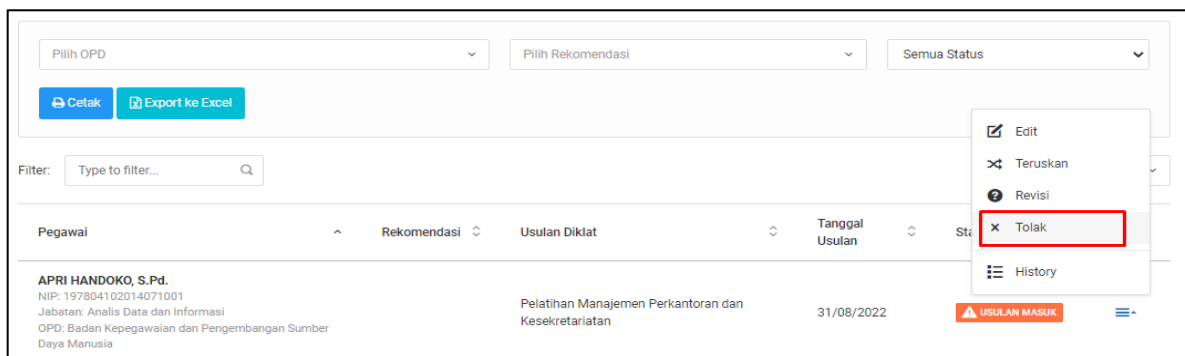 Pilih OPD
Pilih Rekomendasi
Semua Status
Cetak
Export ke Excel
Edit
Teruskan
Revisi
Tolak
History
Filter:
Type to filter...
Pegawai
Rekomendasi
Usulan Diklat
Tanggal
Usulan
APRI HANDOKO, S.Pd.
NIP: 197804102014071001
Jabatan: Analis Data dan Informasi
OPD: Badan Kepegawaian dan Pengembangan Sumber
Daya Manusia
Pelatihan Manajemen Perkantoran dan
Kesekretariatan
31/08/2022
USULAN MASUK